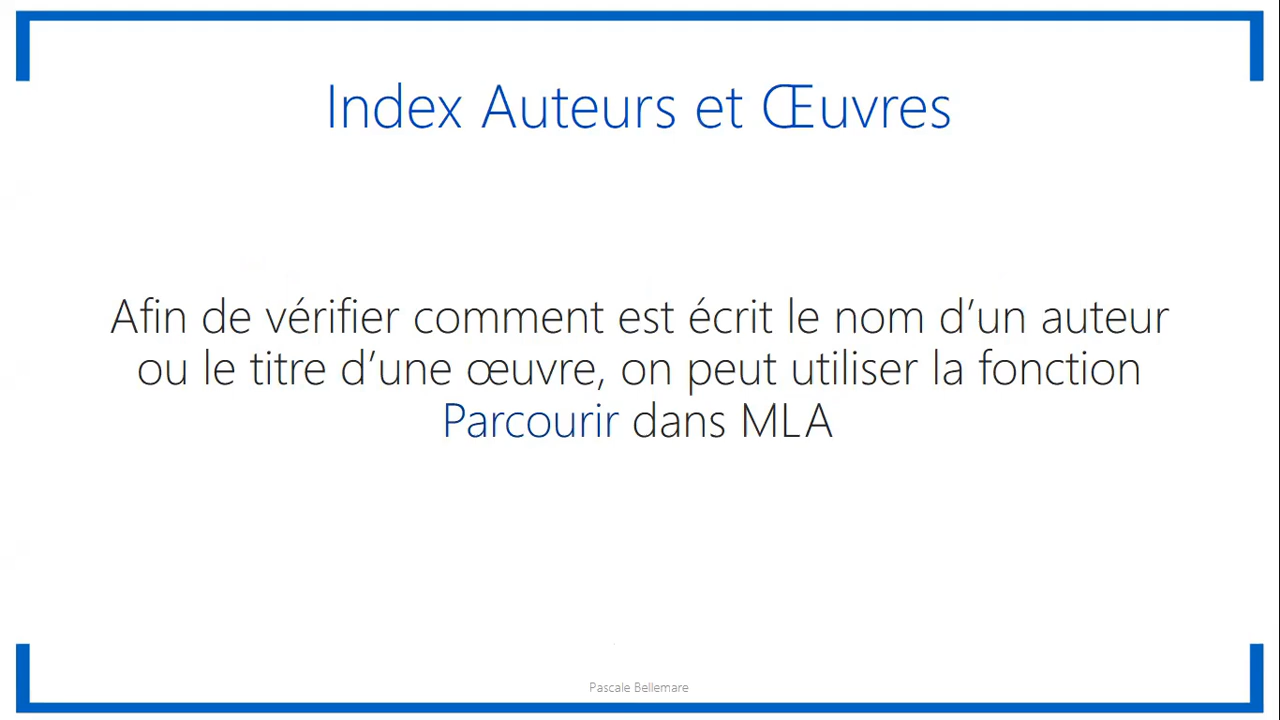 Index Auteurs et Œuvres
Afin de vérifier comment est écrit le nom d’un auteur
ou le titre d’une œuvre, on peut utiliser la fonction
Parcourir dans MLA
Pascale Bellemare